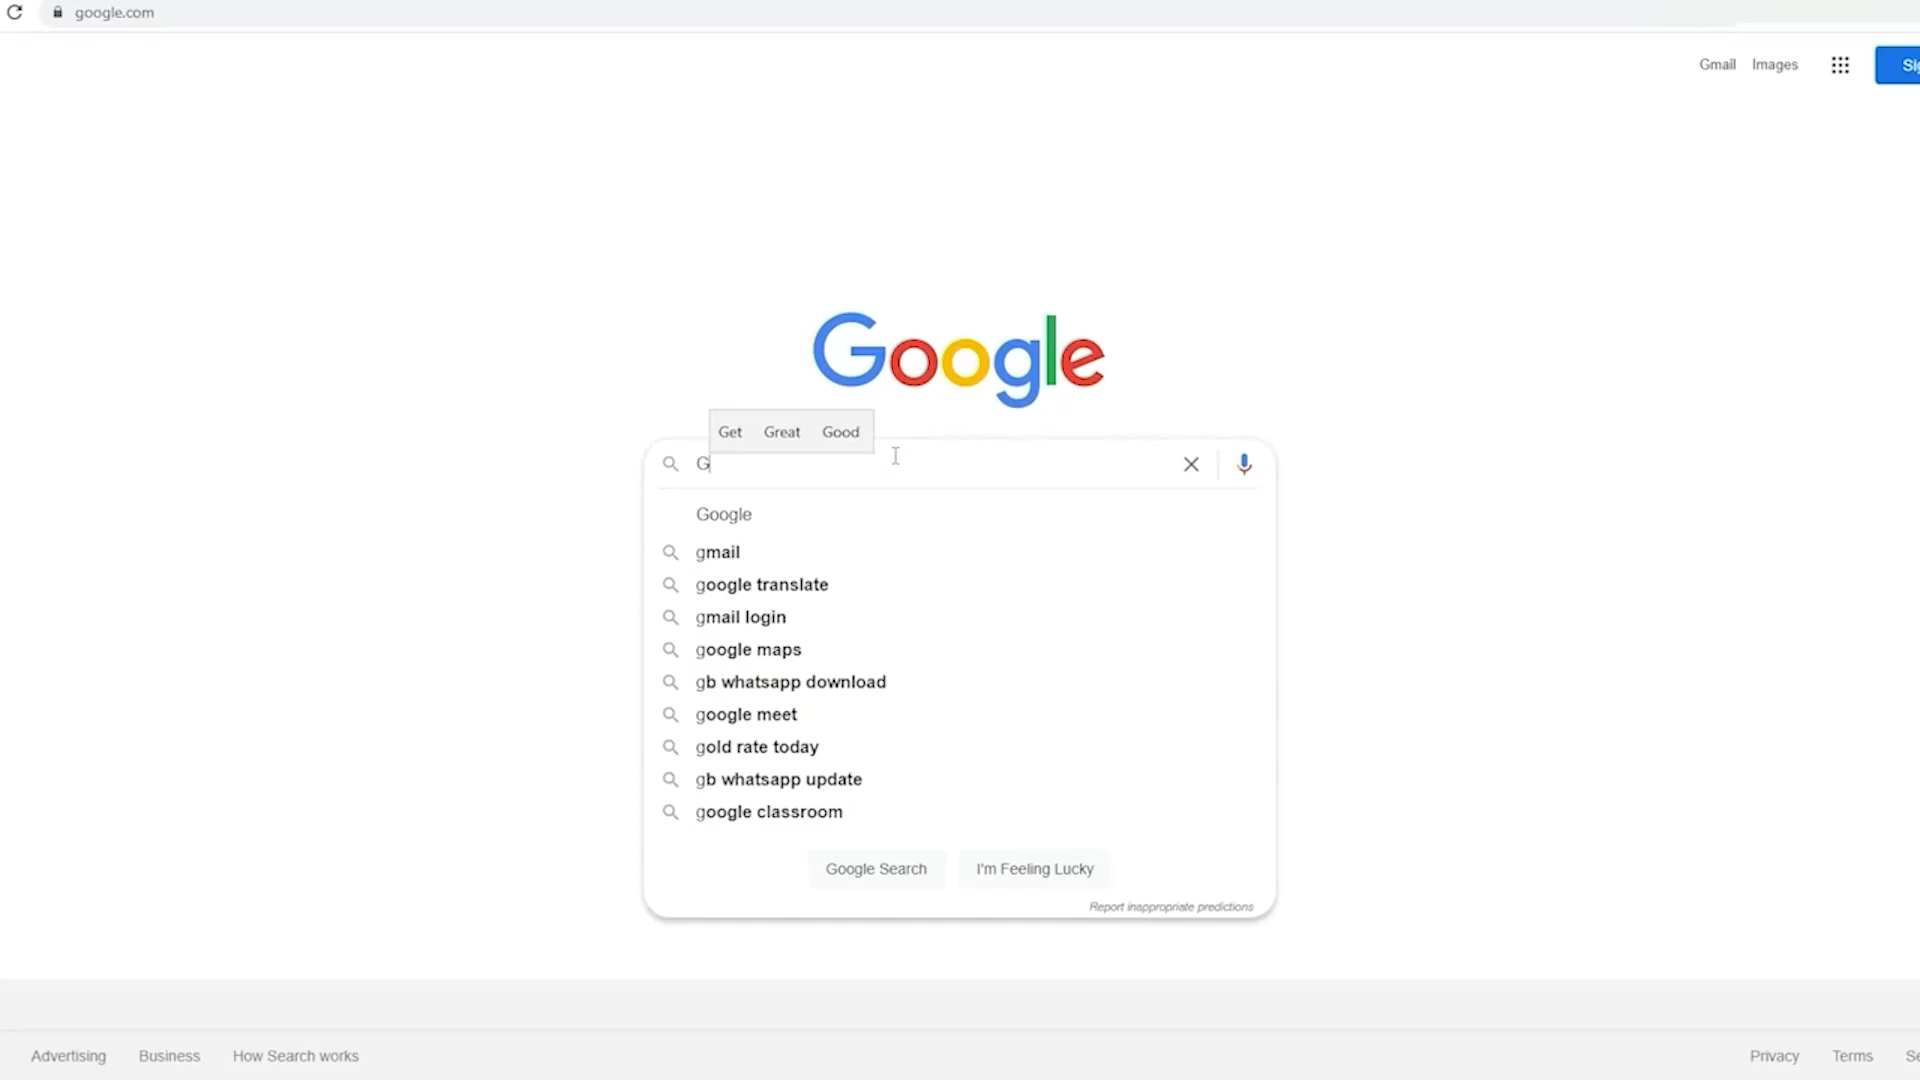 google.com
Gmail Images
Google
Get Great Good
G
Google
gmail
google translate
gmail login
google maps
gb whatsapp download
google meet
gold rate today
gb whatsapp update
google classroom
Google Search I'm Feeling Lucky
Report inappropriate predictions
Advertising Business How Search works Privacy Terms